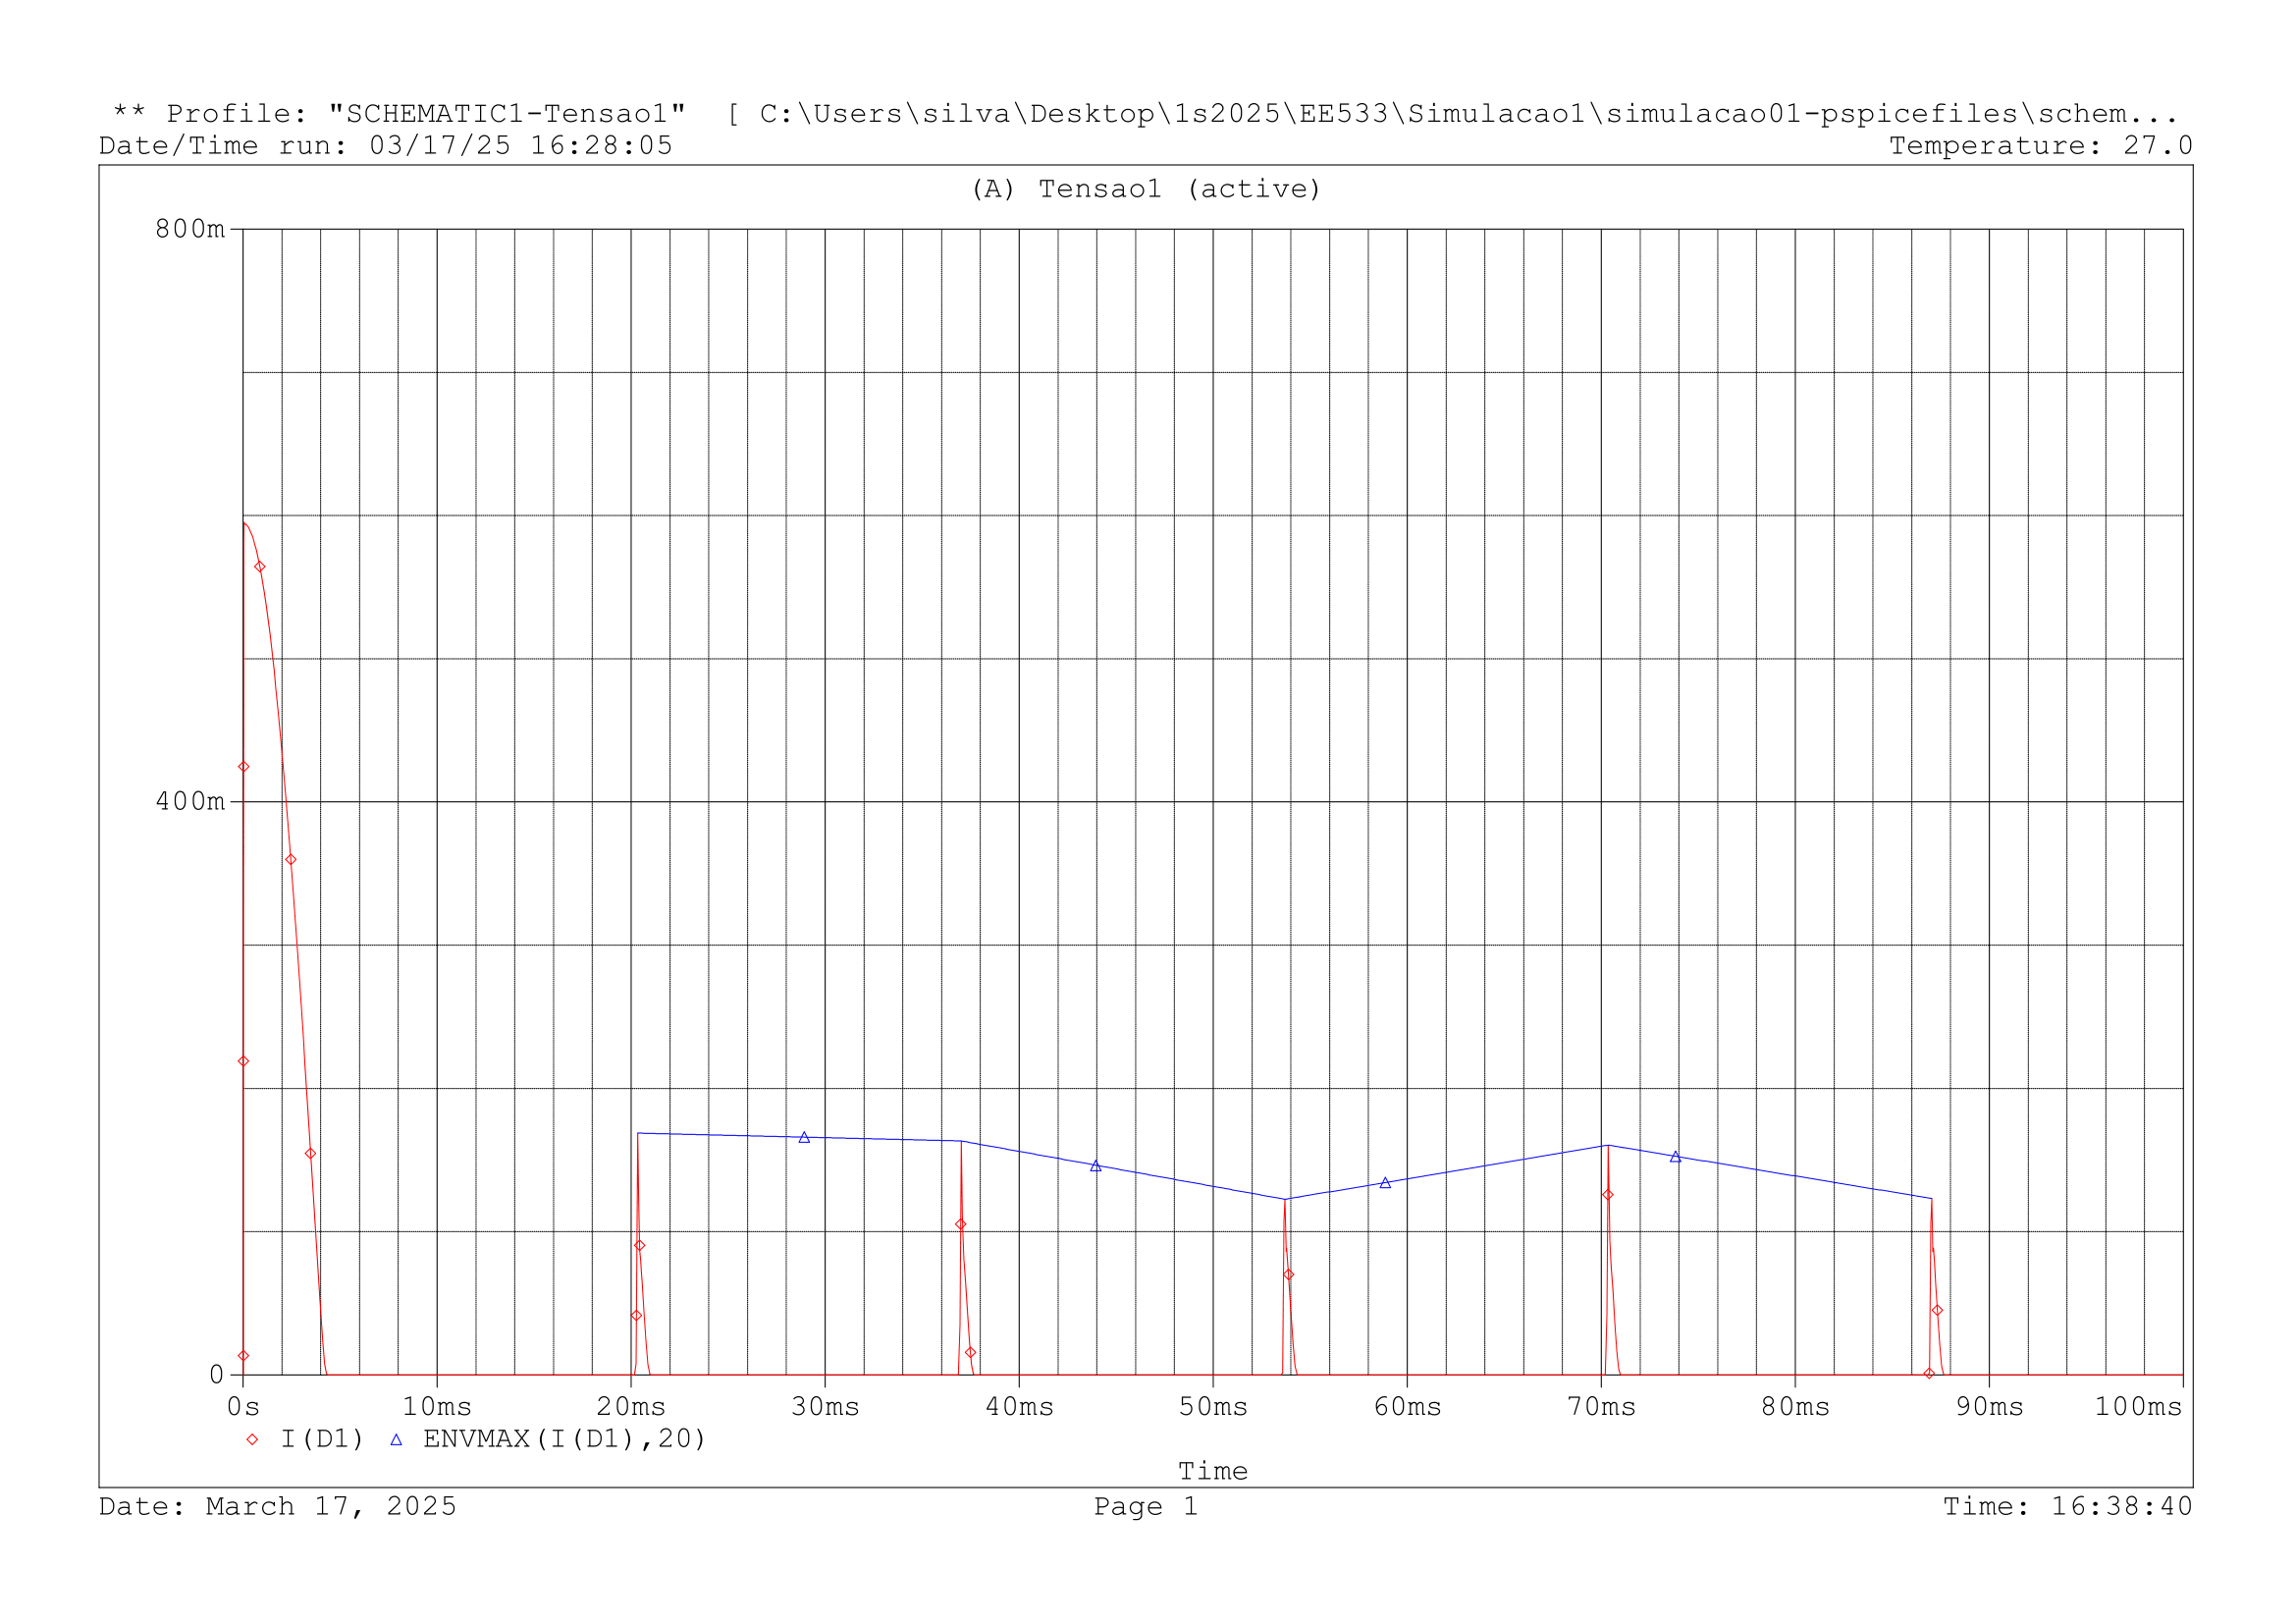 ** Profile: "SCHEMATIC1-Tensao1"  [ C:\Users\silva\Desktop\1s2025\EE533\Simulacao1\simulacao01-pspicefiles\schem...
Date/Time run: 03/17/25 16:28:05 Temperature: 27.0
(A) Tensao1 (active)
800m
400m
0
0s 10ms 20ms 30ms 40ms 50ms 60ms 70ms 80ms 90ms 100ms
I(D1) ENVMAX(I(D1),20)
Time
Date: March 17, 2025 Page 1 Time: 16:38:40